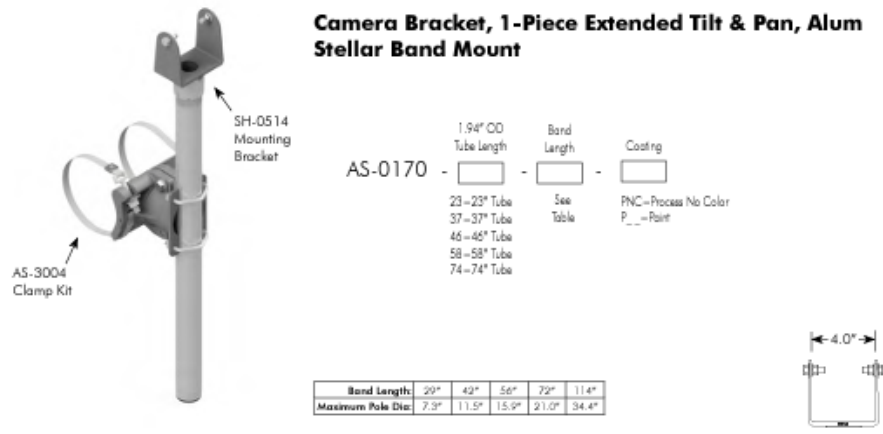 Camera Bracket, 1-Piece Extended Tilt & Pan, Alum
Stellar Band Mount
SH-0514
Mounting
Bracket
AS-3004
Clamp Kit
1.94" OD
Tube Length
Band
Length
Coating
AS-0170 - - -
23=23" Tube
37=37" Tube
46=46" Tube
58=58" Tube
74=74" Tube
See
Table
PNC=Process No Color
P_ _=Paint
4.0"
Band Length: 29" 42" 56" 72" 114"
Maximum Pole Dia: 7.3" 11.5" 15.9" 21.0" 34.4"